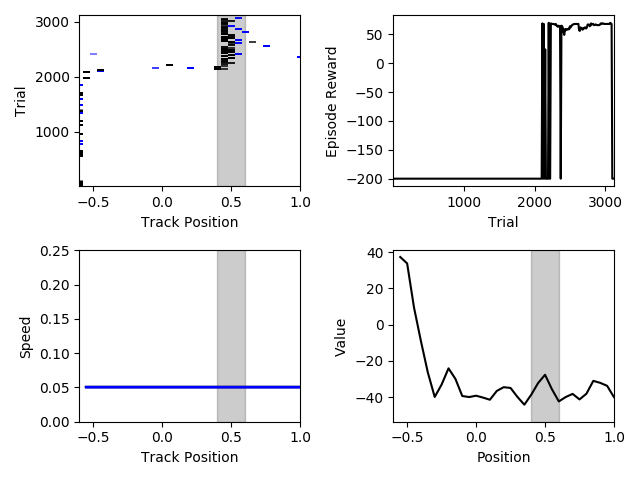 3000
2000
1000
Trial
−0.5 0.0 0.5 1.0
Track Position
50
0
−50
−100
−150
−200
Episode Reward
1000 2000 3000
Trial
0.25
0.20
0.15
0.10
0.05
0.00
Speed
−0.5 0.0 0.5 1.0
Track Position
40
20
0
−20
−40
Value
−0.5 0.0 0.5 1.0
Position